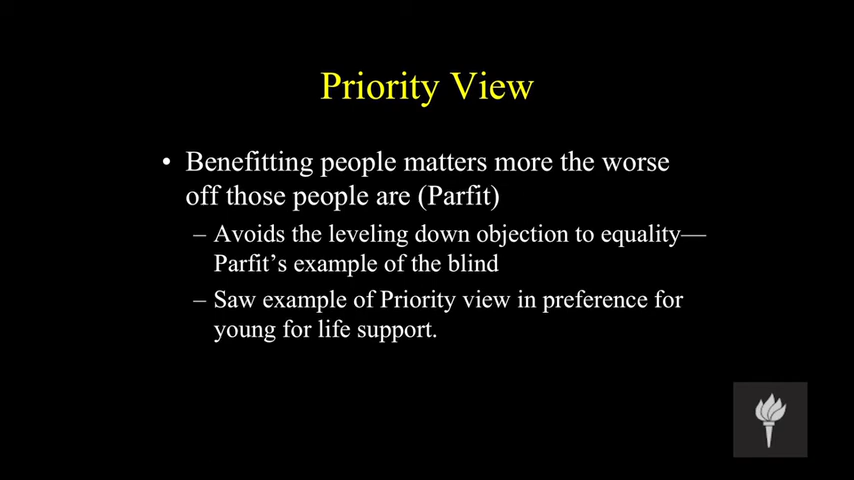 Priority View
• Benefitting people matters more the worse
off those people are (Parfit)
– Avoids the leveling down objection to equality—
Parfit's example of the blind
– Saw example of Priority view in preference for
young for life support.